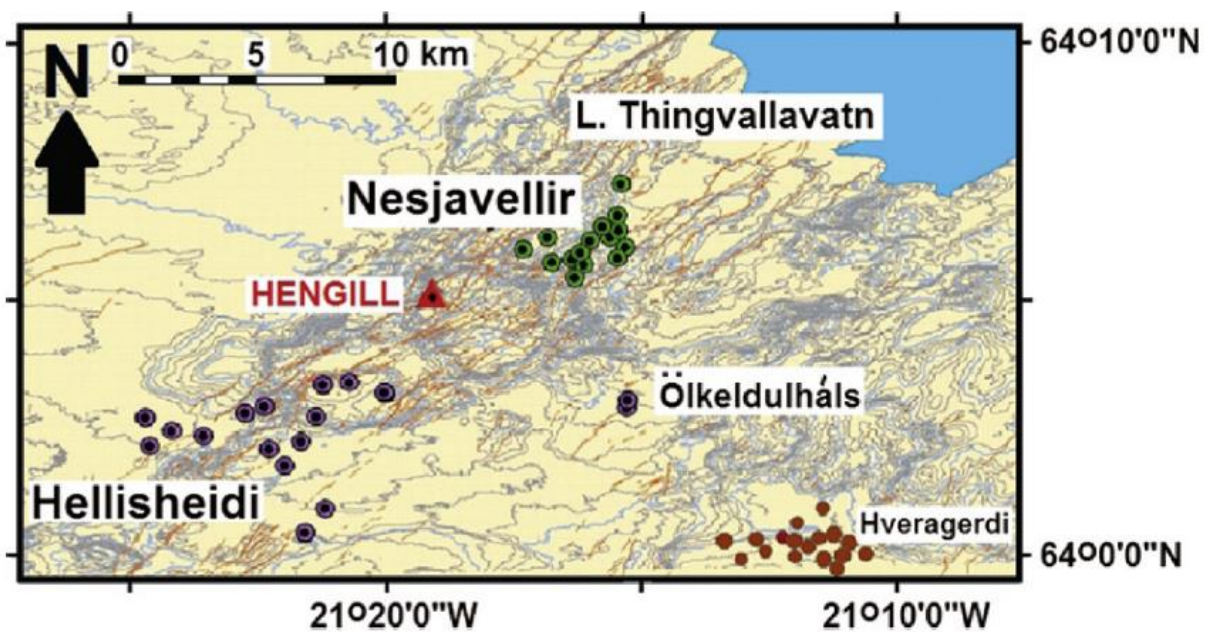 0 5 10 km
64º10'0"N
N
L. Thingvallavatn
Nesjavellir
HENGILL
Ölkeldulháls
Hellisheidi
Hveragerdi
64º0'0"N
21º20'0"W 21º10'0"W